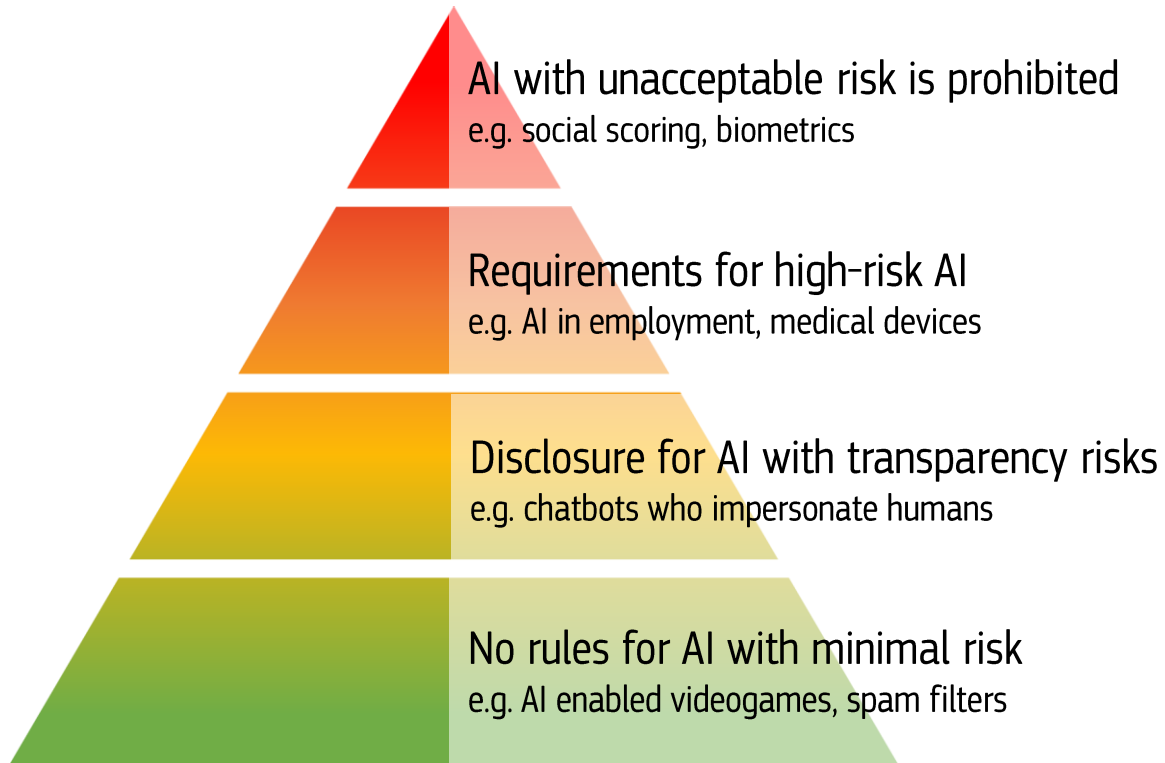 AI with unacceptable risk is prohibited
e.g. social scoring, biometrics
Requirements for high-risk AI
e.g. AI in employment, medical devices
Disclosure for AI with transparency risks
e.g. chatbots who impersonate humans
No rules for AI with minimal risk
e.g. AI enabled videogames, spam filters